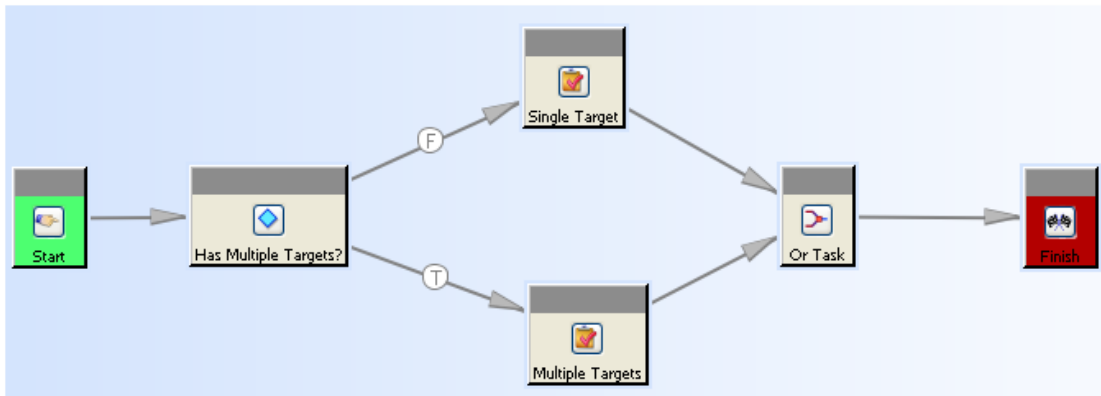 Single Target
F
Start
Has Multiple Targets?
Or Task
Finish
T
Multiple Targets